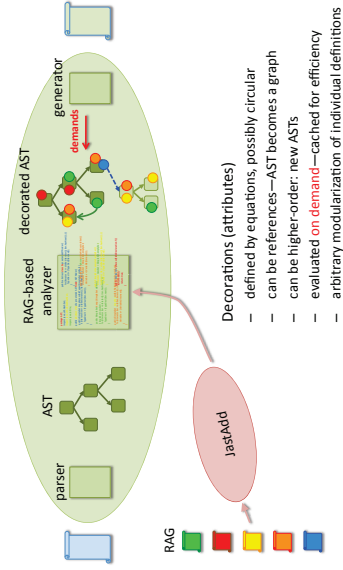 parser
AST
RAG-based
analyzer
decorated AST
demands
generator
RAG
JastAdd
Decorations (attributes)
– defined by equations, possibly circular
– can be references—AST becomes a graph
– can be higher-order: new ASTs
– evaluated on demand—cached for efficiency
– arbitrary modularization of individual definitions